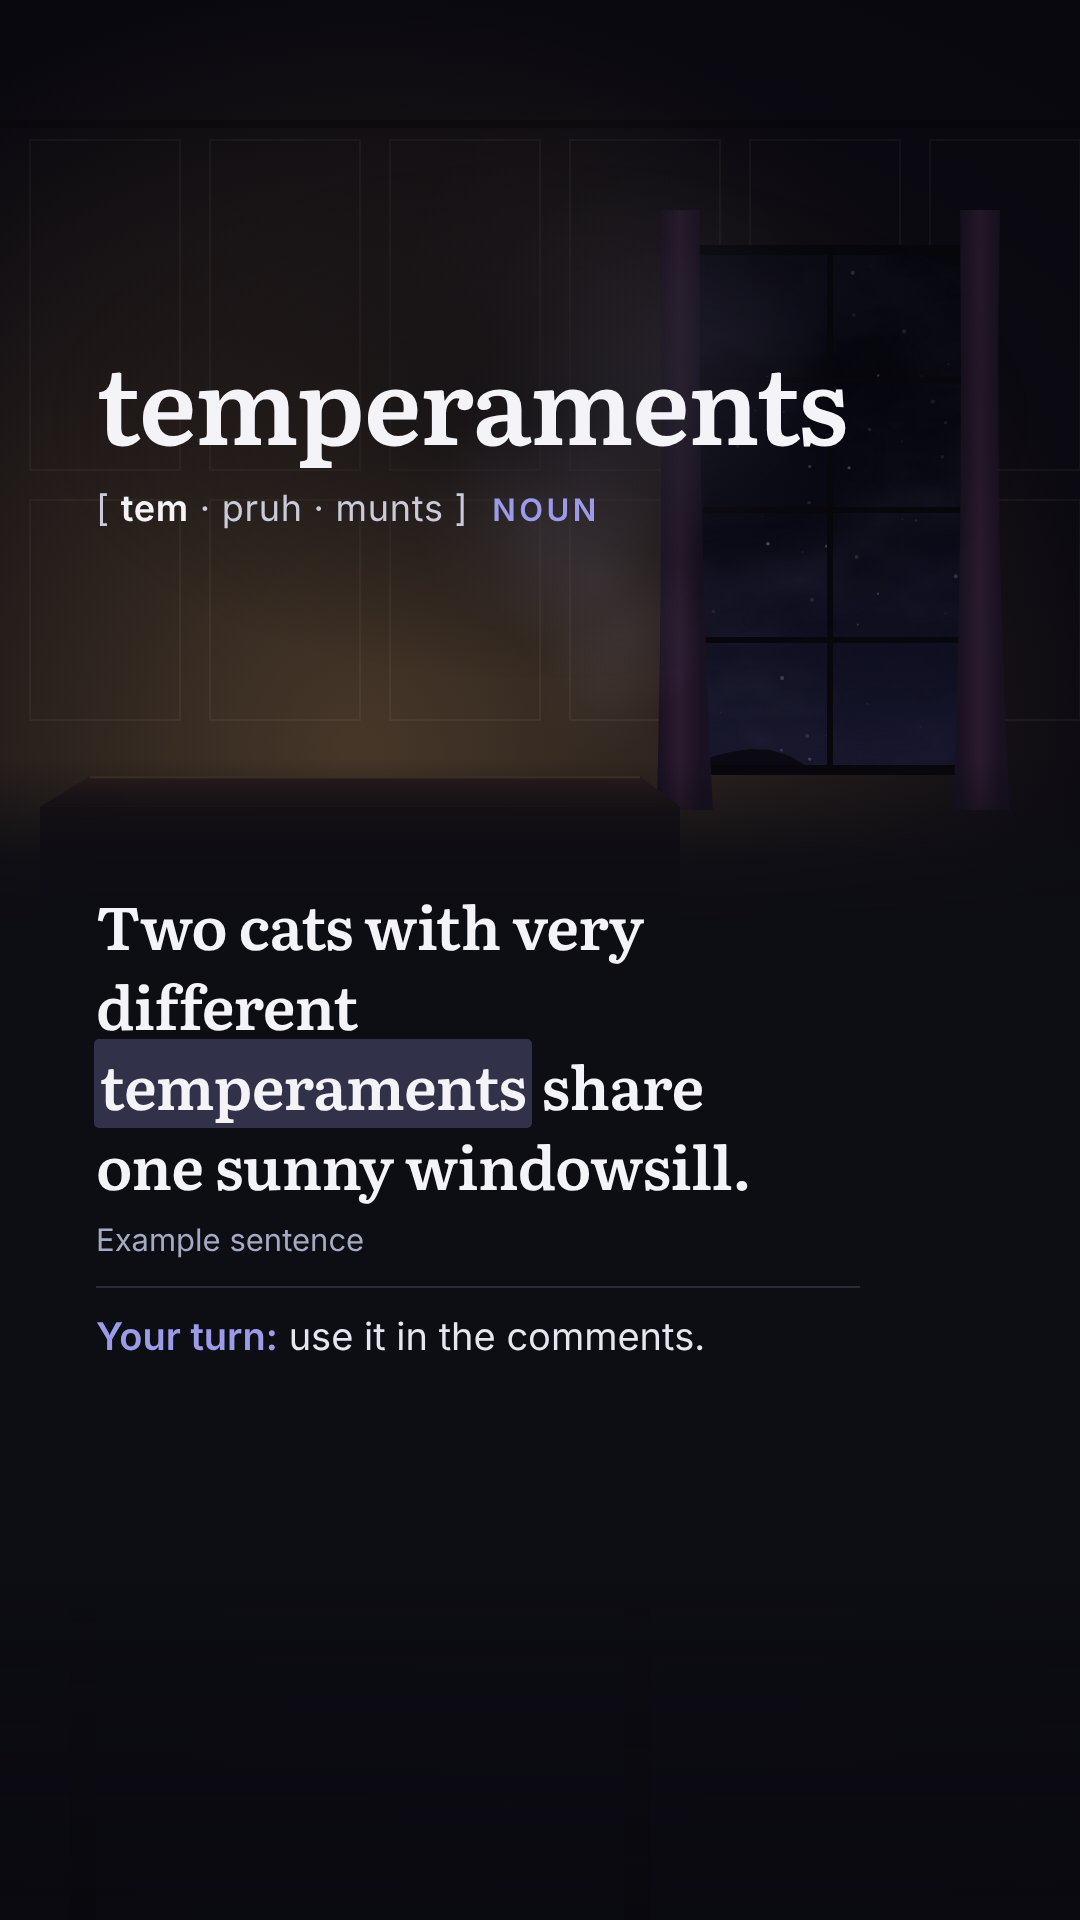 temperaments
[ tem · pruh · munts ] NOUN
Two cats with very
different
temperaments share
one sunny windowsill.
Example sentence
Your turn: use it in the comments.